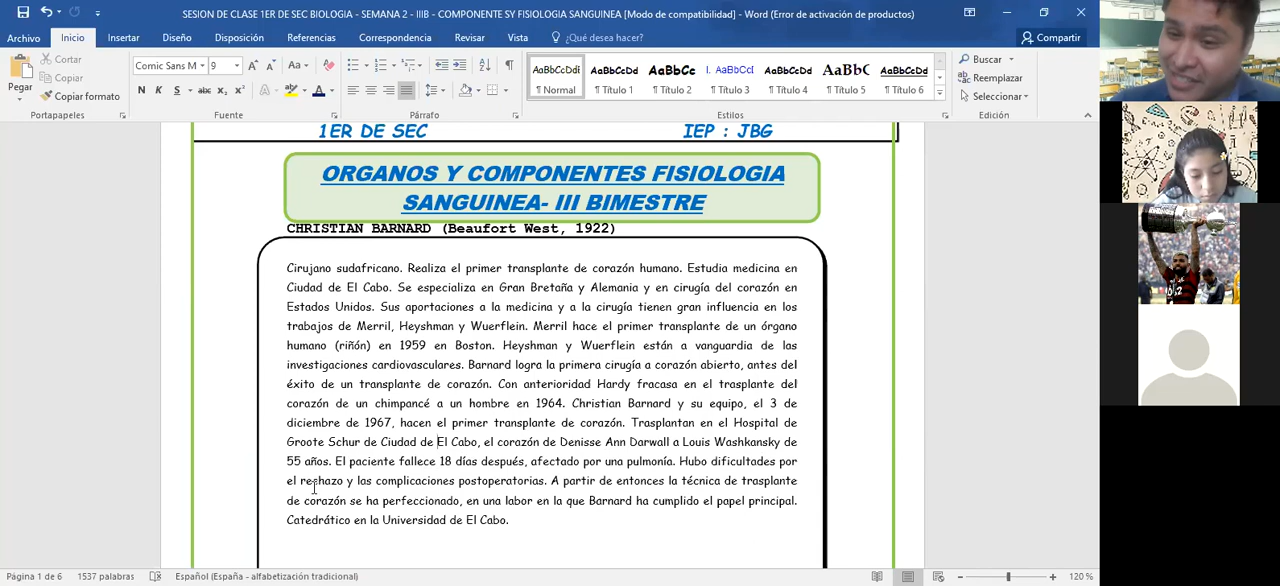 SESION DE CLASE 1ER DE SEC BIOLOGIA - SEMANA 2 - IIIB - COMPONENTE SY FISIOLOGIA SANGUINEA [Modo de compatibilidad] - Word (Error de activación de productos)
Archivo Inicio Insertar Diseño Disposición Referencias Correspondencia Revisar Vista ¿Qué desea hacer? Compartir
Pegar
Cortar
Copiar
Copiar formato
Portapapeles
Comic Sans M 9
N K S abc x₂ x²
Fuente
Párrafo
AaBbCcDdE AaBbCcDd AaBbCc I. AaBbCcI AaBbCcDd AaBbC AaBbCcDd
¶ Normal ¶ Título 1 ¶ Título 2 ¶ Título 3 ¶ Título 4 ¶ Título 5 ¶ Título 6
Estilos
Buscar
Reemplazar
Seleccionar
Edición
1ER DE SEC IEP : JBG
ORGANOS Y COMPONENTES FISIOLOGIA
SANGUINEA- III BIMESTRE
CHRISTIAN BARNARD (Beaufort West, 1922)
Cirujano sudafricano. Realiza el primer transplante de corazón humano. Estudia medicina en
Ciudad de El Cabo. Se especializa en Gran Bretaña y Alemania y en cirugía del corazón en
Estados Unidos. Sus aportaciones a la medicina y a la cirugía tienen gran influencia en los
trabajos de Merril, Heyshman y Wuerflein. Merril hace el primer transplante de un órgano
humano (riñón) en 1959 en Boston. Heyshman y Wuerflein están a vanguardia de las
investigaciones cardiovasculares. Barnard logra la primera cirugía a corazón abierto, antes del
éxito de un transplante de corazón. Con anterioridad Hardy fracasa en el trasplante del
corazón de un chimpancé a un hombre en 1964. Christian Barnard y su equipo, el 3 de
diciembre de 1967, hacen el primer transplante de corazón. Trasplantan en el Hospital de
Groote Schur de Ciudad de El Cabo, el corazón de Denisse Ann Darwall a Louis Washkansky de
55 años. El paciente fallece 18 días después, afectado por una pulmonía. Hubo dificultades por
el rechazo y las complicaciones postoperatorias. A partir de entonces la técnica de trasplante
de corazón se ha perfeccionado, en una labor en la que Barnard ha cumplido el papel principal.
Catedrático en la Universidad de El Cabo.
Página 1 de 6 1537 palabras Español (España - alfabetización tradicional) 120 %